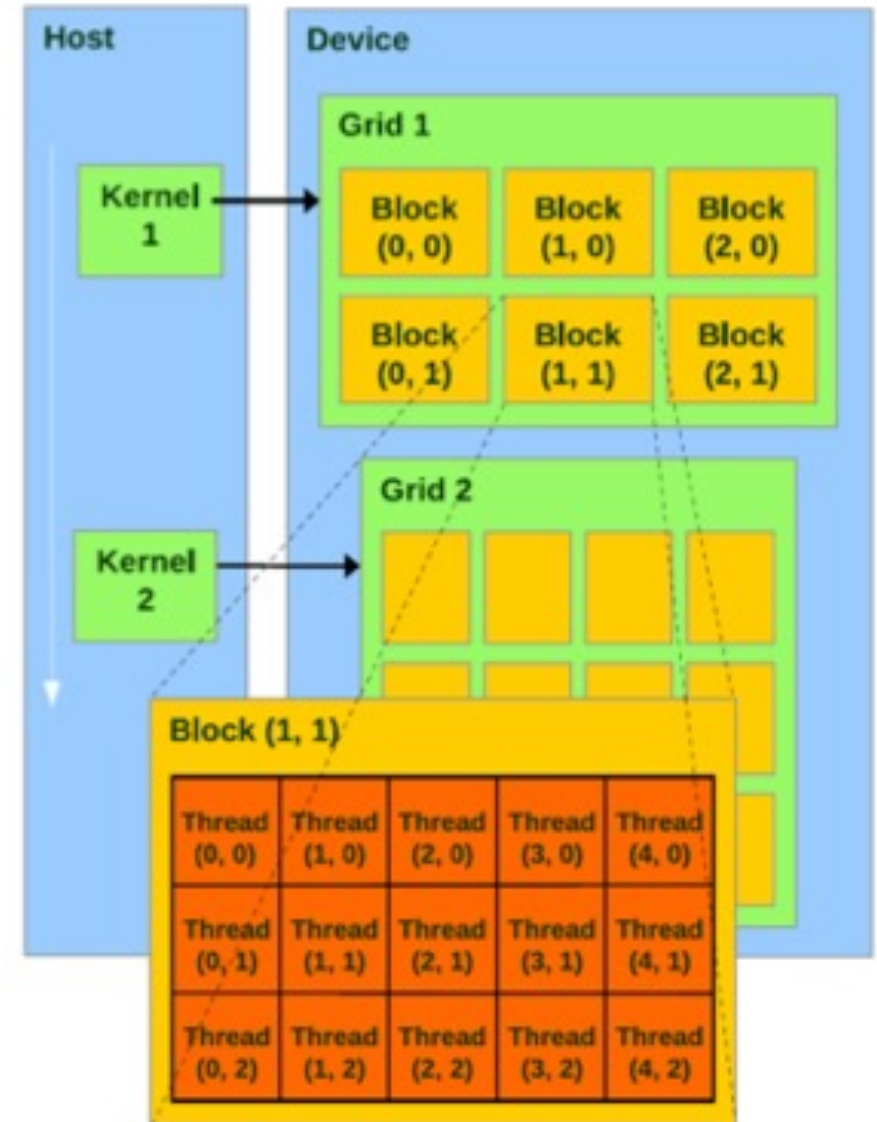 Host
Device
Grid 1
Kernel
1
Block
(0, 0)
Block
(1, 0)
Block
(2, 0)
Block
(0, 1)
Block
(1, 1)
Block
(2, 1)
Grid 2
Kernel
2
Block (1, 1)
Thread
(0, 0)
Thread
(1, 0)
Thread
(2, 0)
Thread
(3, 0)
Thread
(4, 0)
Thread
(0, 1)
Thread
(1, 1)
Thread
(2, 1)
Thread
(3, 1)
Thread
(4, 1)
Thread
(0, 2)
Thread
(1, 2)
Thread
(2, 2)
Thread
(3, 2)
Thread
(4, 2)